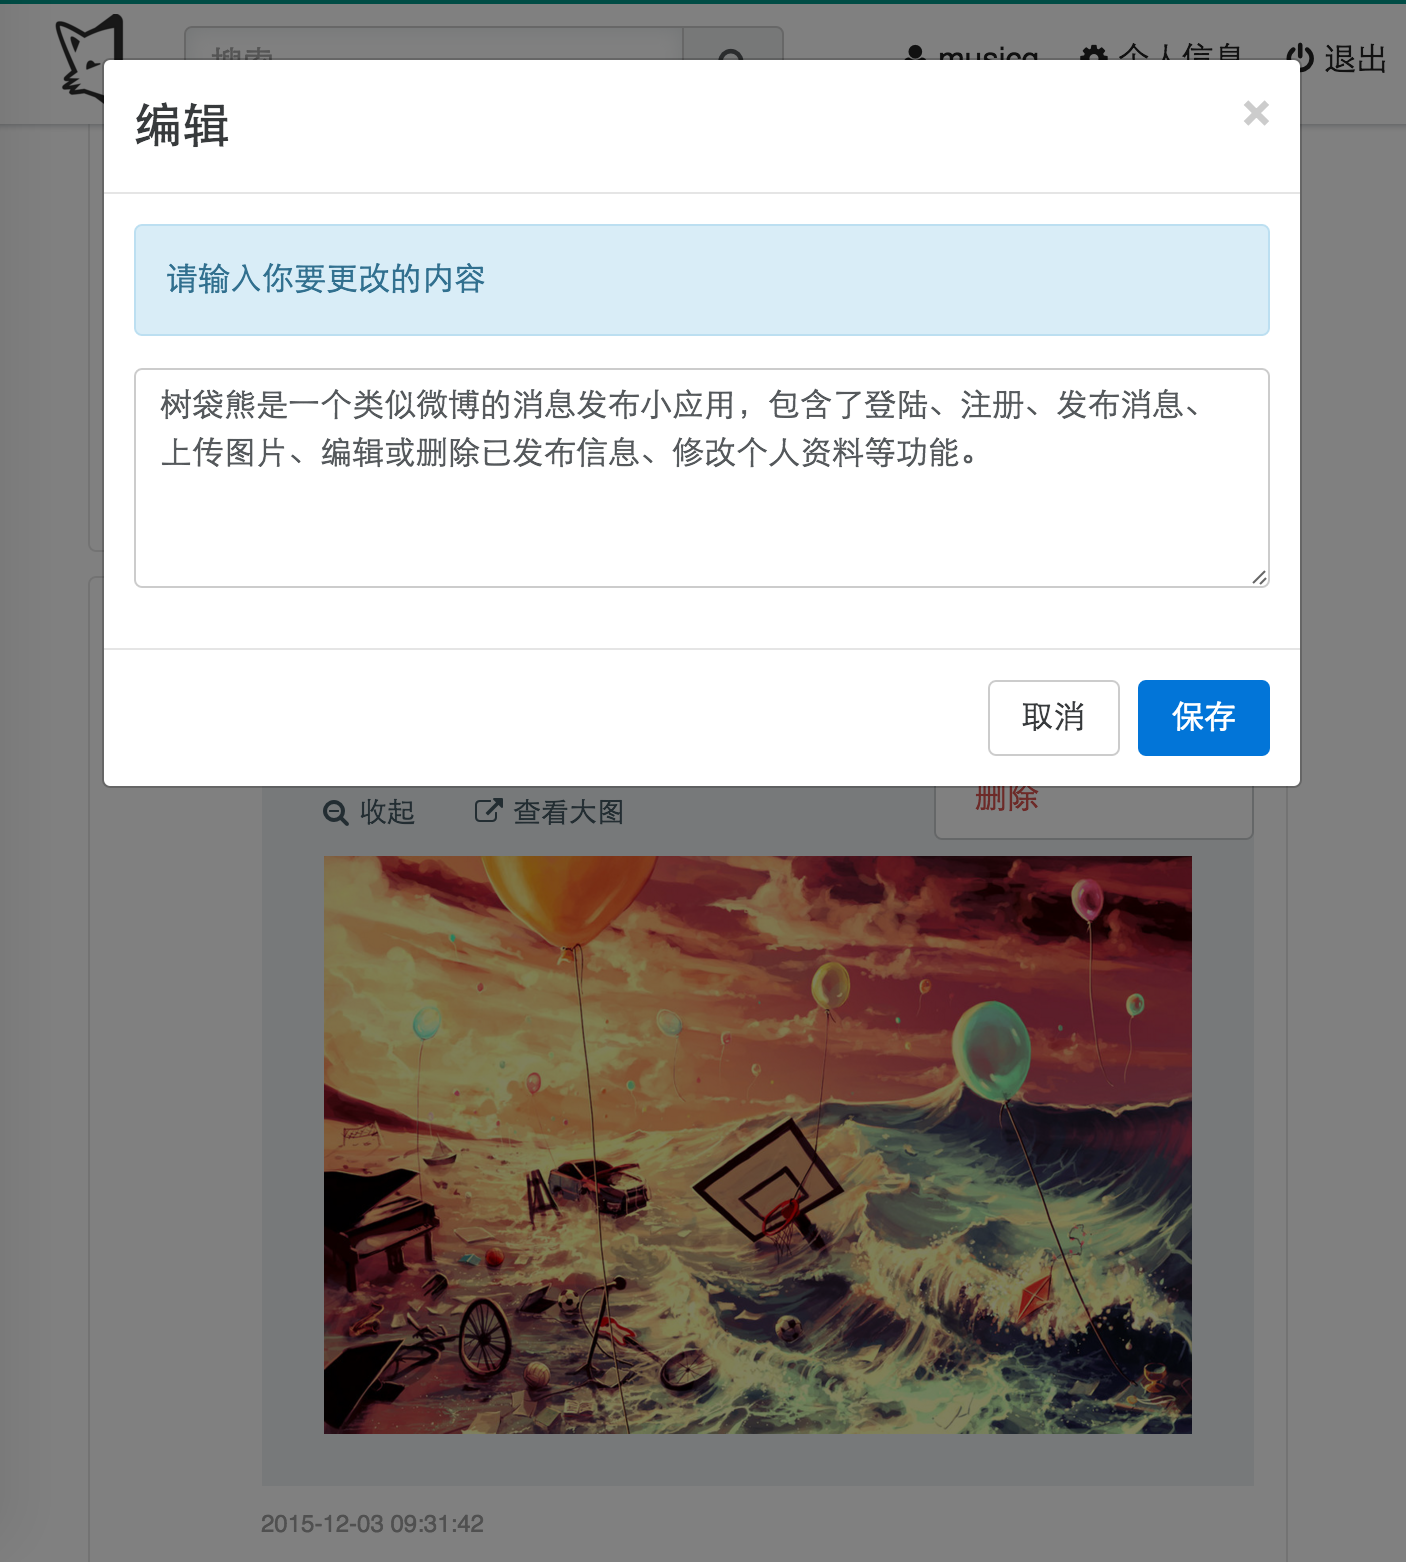 搜索
musicq
个人信息
退出
编辑
×
请输入你要更改的内容
树袋熊是一个类似微博的消息发布小应用，包含了登陆、注册、发布消息、
上传图片、编辑或删除已发布信息、修改个人资料等功能。
取消
保存
收起
查看大图
删除
2015-12-03 09:31:42